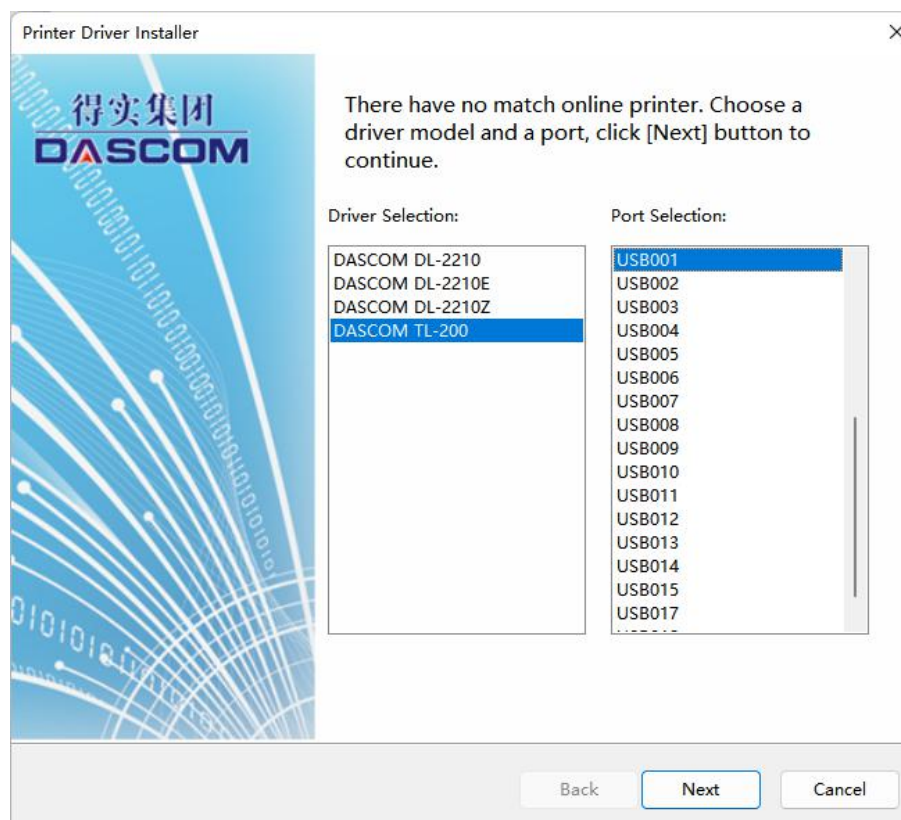 Printer Driver Installer
得实集团
DASCOM
There have no match online printer. Choose a
driver model and a port, click [Next] button to
continue.
Driver Selection:
Port Selection:
DASCOM DL-2210
DASCOM DL-2210E
DASCOM DL-2210Z
DASCOM TL-200
USB001
USB002
USB003
USB004
USB005
USB006
USB007
USB008
USB009
USB010
USB011
USB012
USB013
USB014
USB015
USB017
Back
Next
Cancel